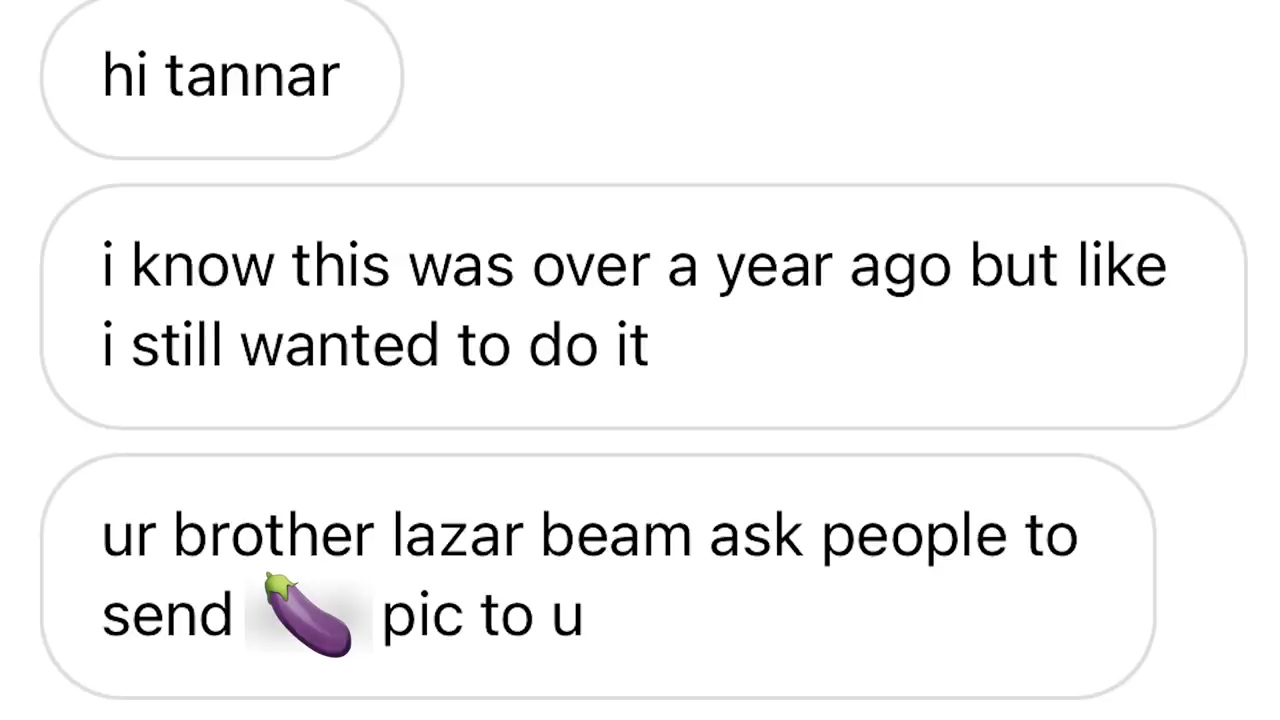 hi tannar
i know this was over a year ago but like
i still wanted to do it
ur brother lazar beam ask people to
send 🍆 pic to u